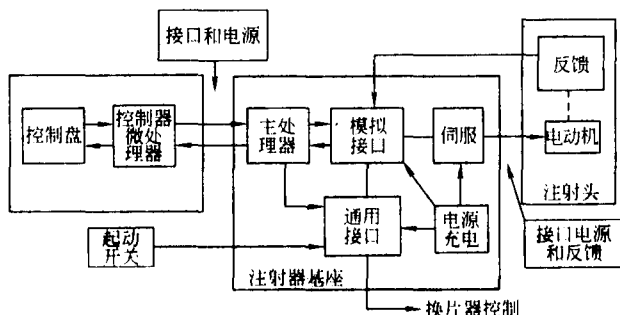 接口和电源
反馈
控制盘
控制器
微处
理器
主处
理器
模拟
接口
伺服
电动机
注射头
通用
接口
电源
充电
起动
开关
接口电源
和反馈
注射器基座
换片器控制